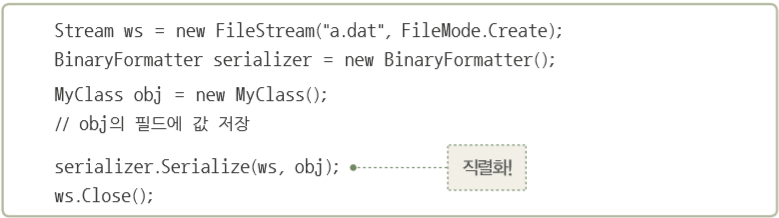 Stream ws = new FileStream("a.dat", FileMode.Create);
BinaryFormatter serializer = new BinaryFormatter();
MyClass obj = new MyClass();
// obj의 필드에 값 저장
serializer.Serialize(ws, obj); 직렬화!
ws.Close();